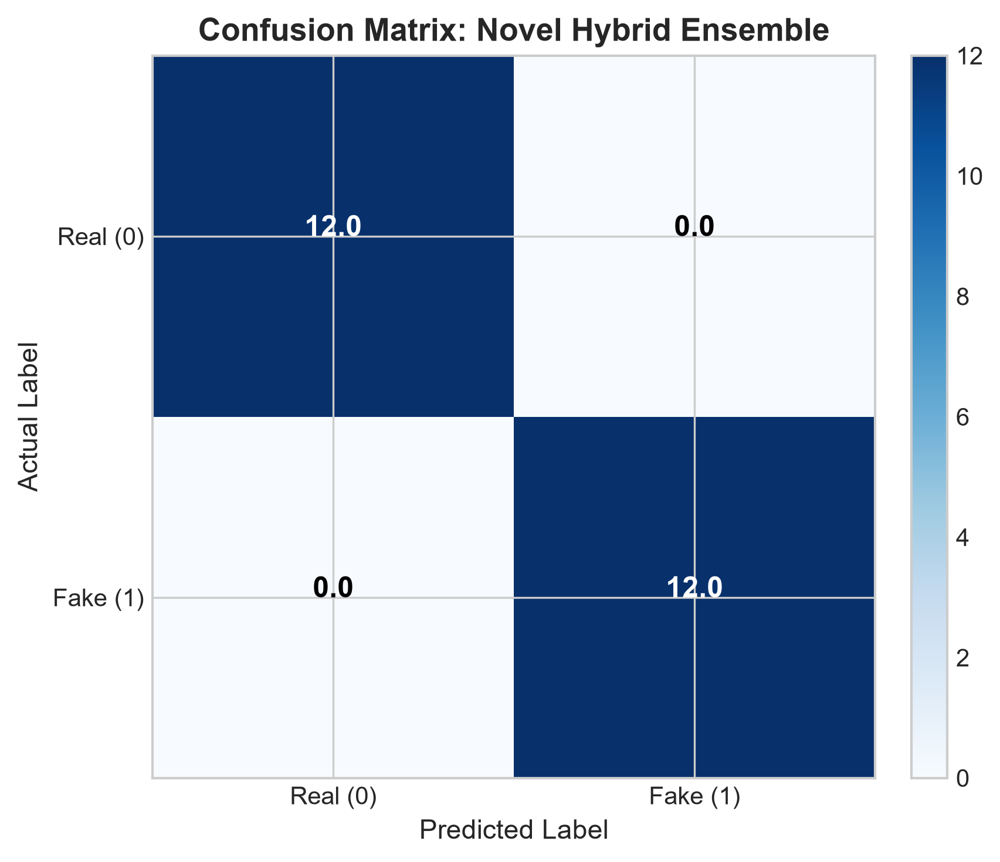 Confusion Matrix: Novel Hybrid Ensemble
12
10
8
6
4
2
0
Actual Label
Real (0)
12.0
0.0
Fake (1)
0.0
12.0
Real (0)
Fake (1)
Predicted Label